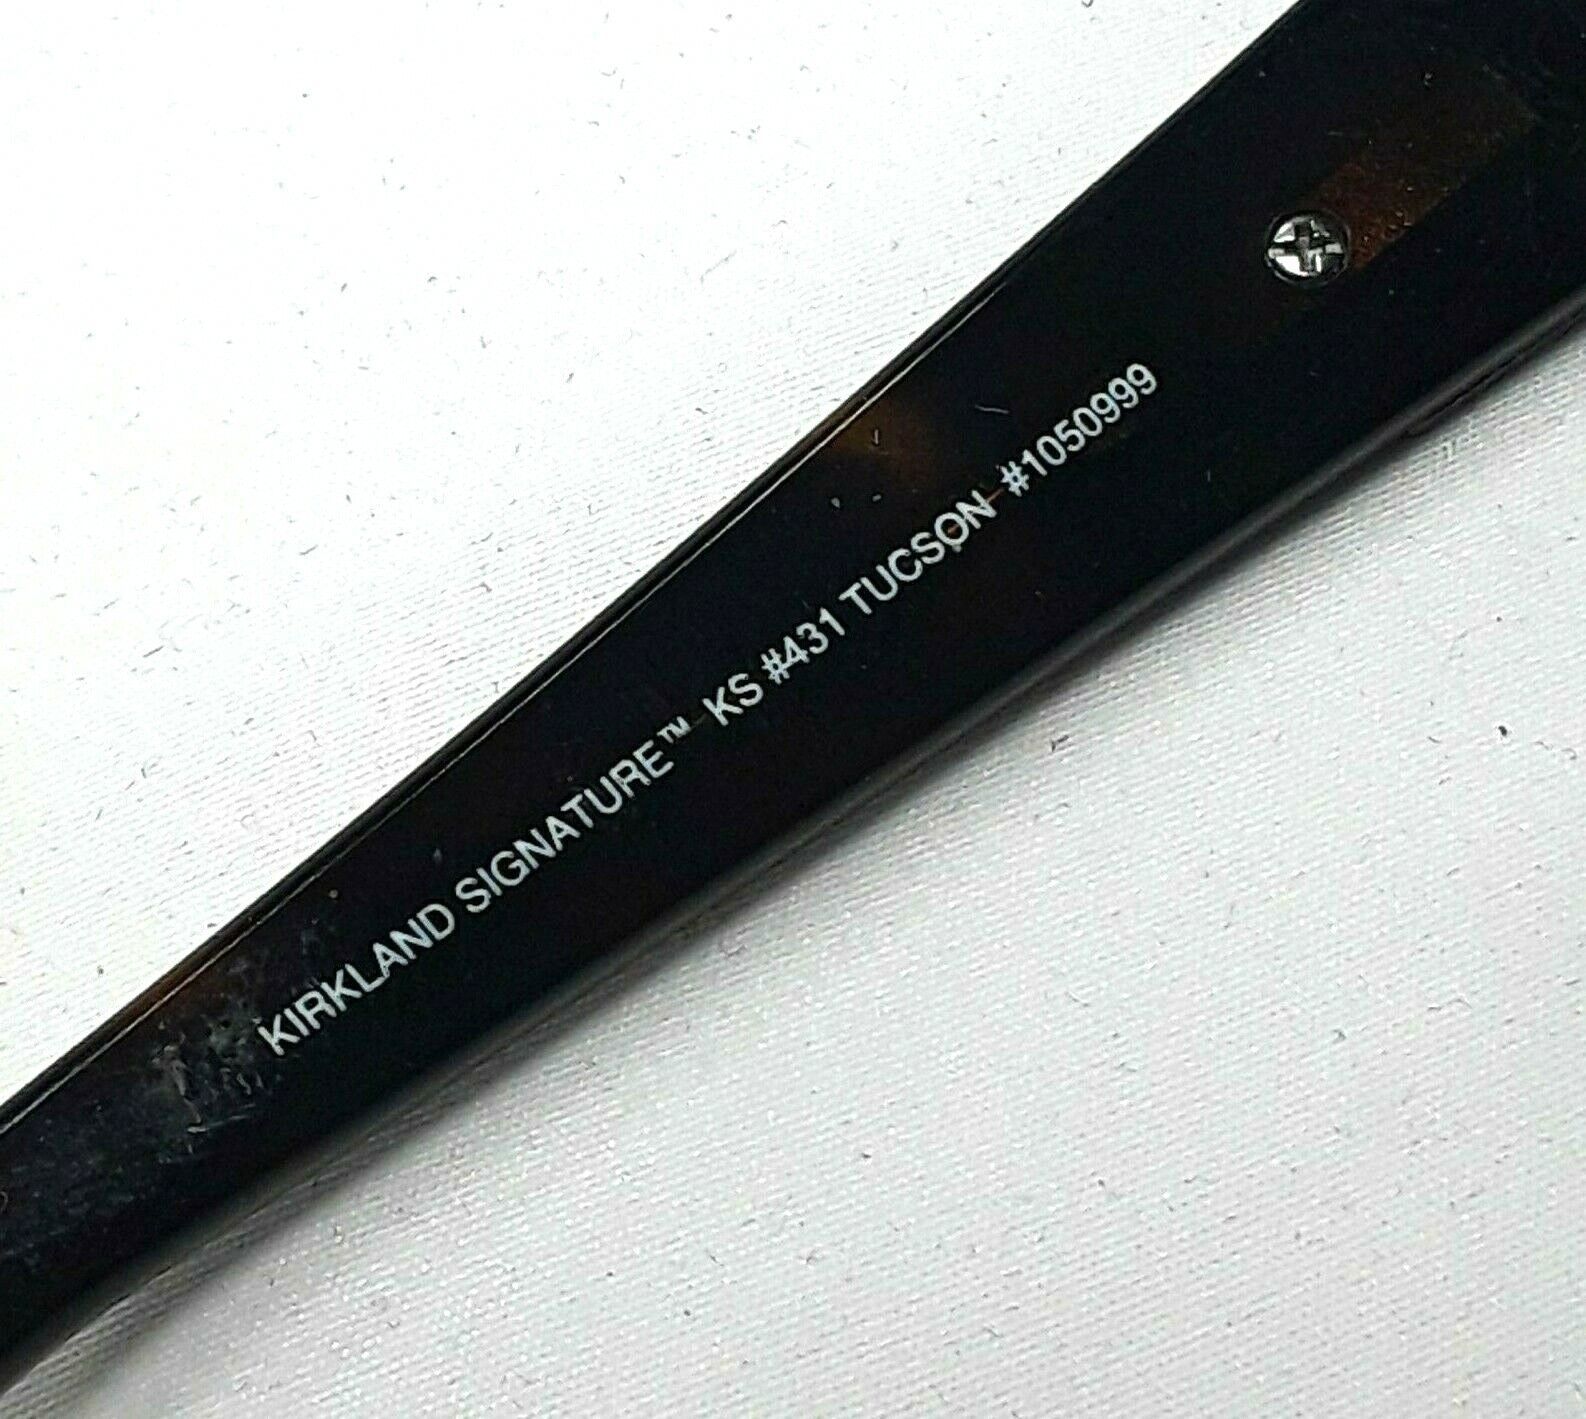 KIRKLAND SIGNATURE™ KS #431 TUCSON #1050999